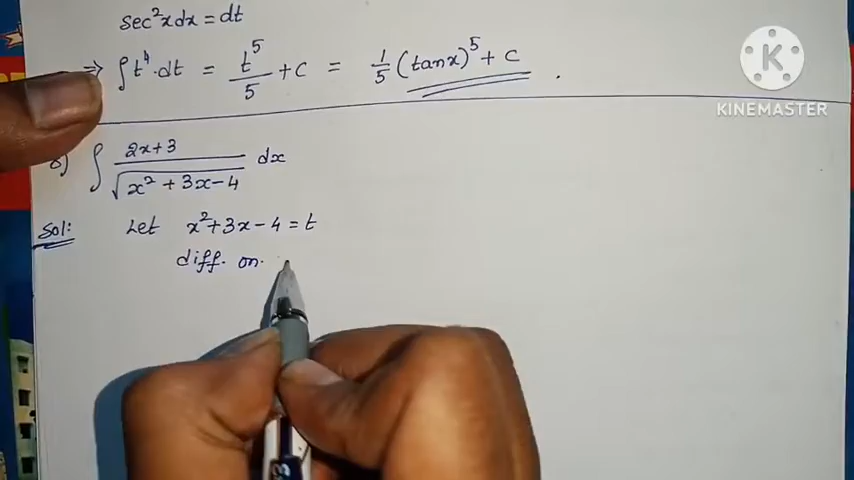 sec²x dx = dt
⇒ ∫ t⁴ · dt = t⁵/5 + c = 1/5 (tanx)⁵ + c .
) ∫ (2x+3)/√(x² + 3x - 4) dx
Sol: Let x² + 3x - 4 = t
diff. on.
K
KINEMASTER